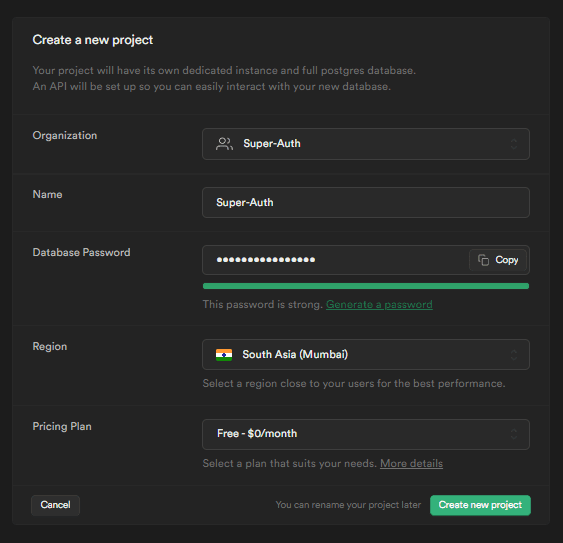 Create a new project
Your project will have its own dedicated instance and full postgres database.
An API will be set up so you can easily interact with your new database.
Organization
Super-Auth
Name
Super-Auth
Database Password
••••••••••••••••
Copy
This password is strong. Generate a password
Region
South Asia (Mumbai)
Select a region close to your users for the best performance.
Pricing Plan
Free - $0/month
Select a plan that suits your needs. More details
Cancel
You can rename your project later
Create new project